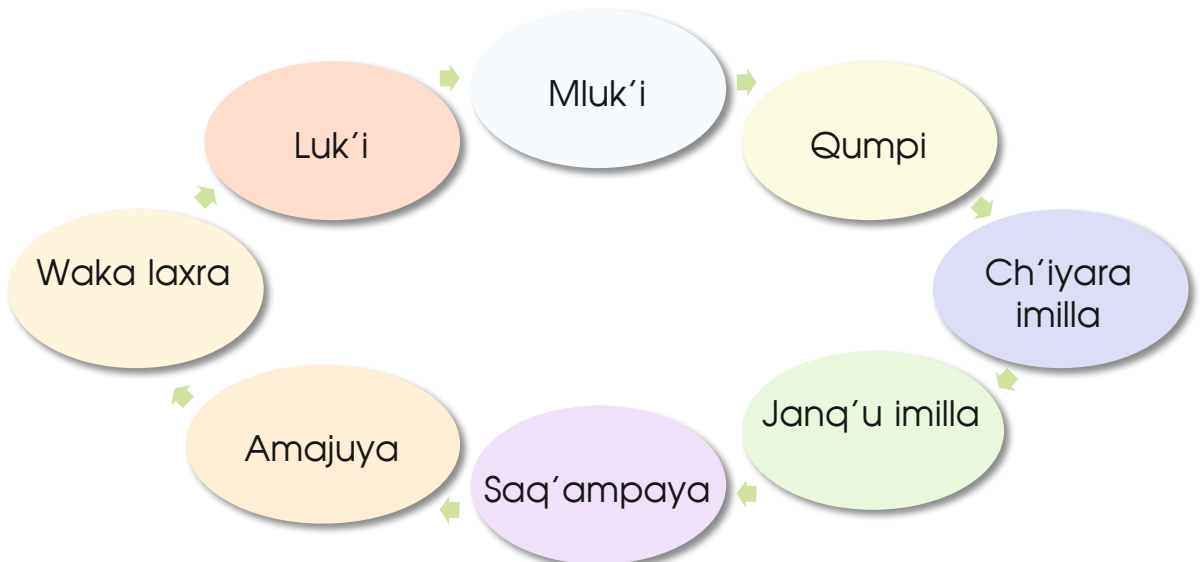 Mluk´i
Luk´i
Qumpi
Waka laxra
Ch´iyara
imilla
Janq´u imilla
Amajuya
Saq´ampaya